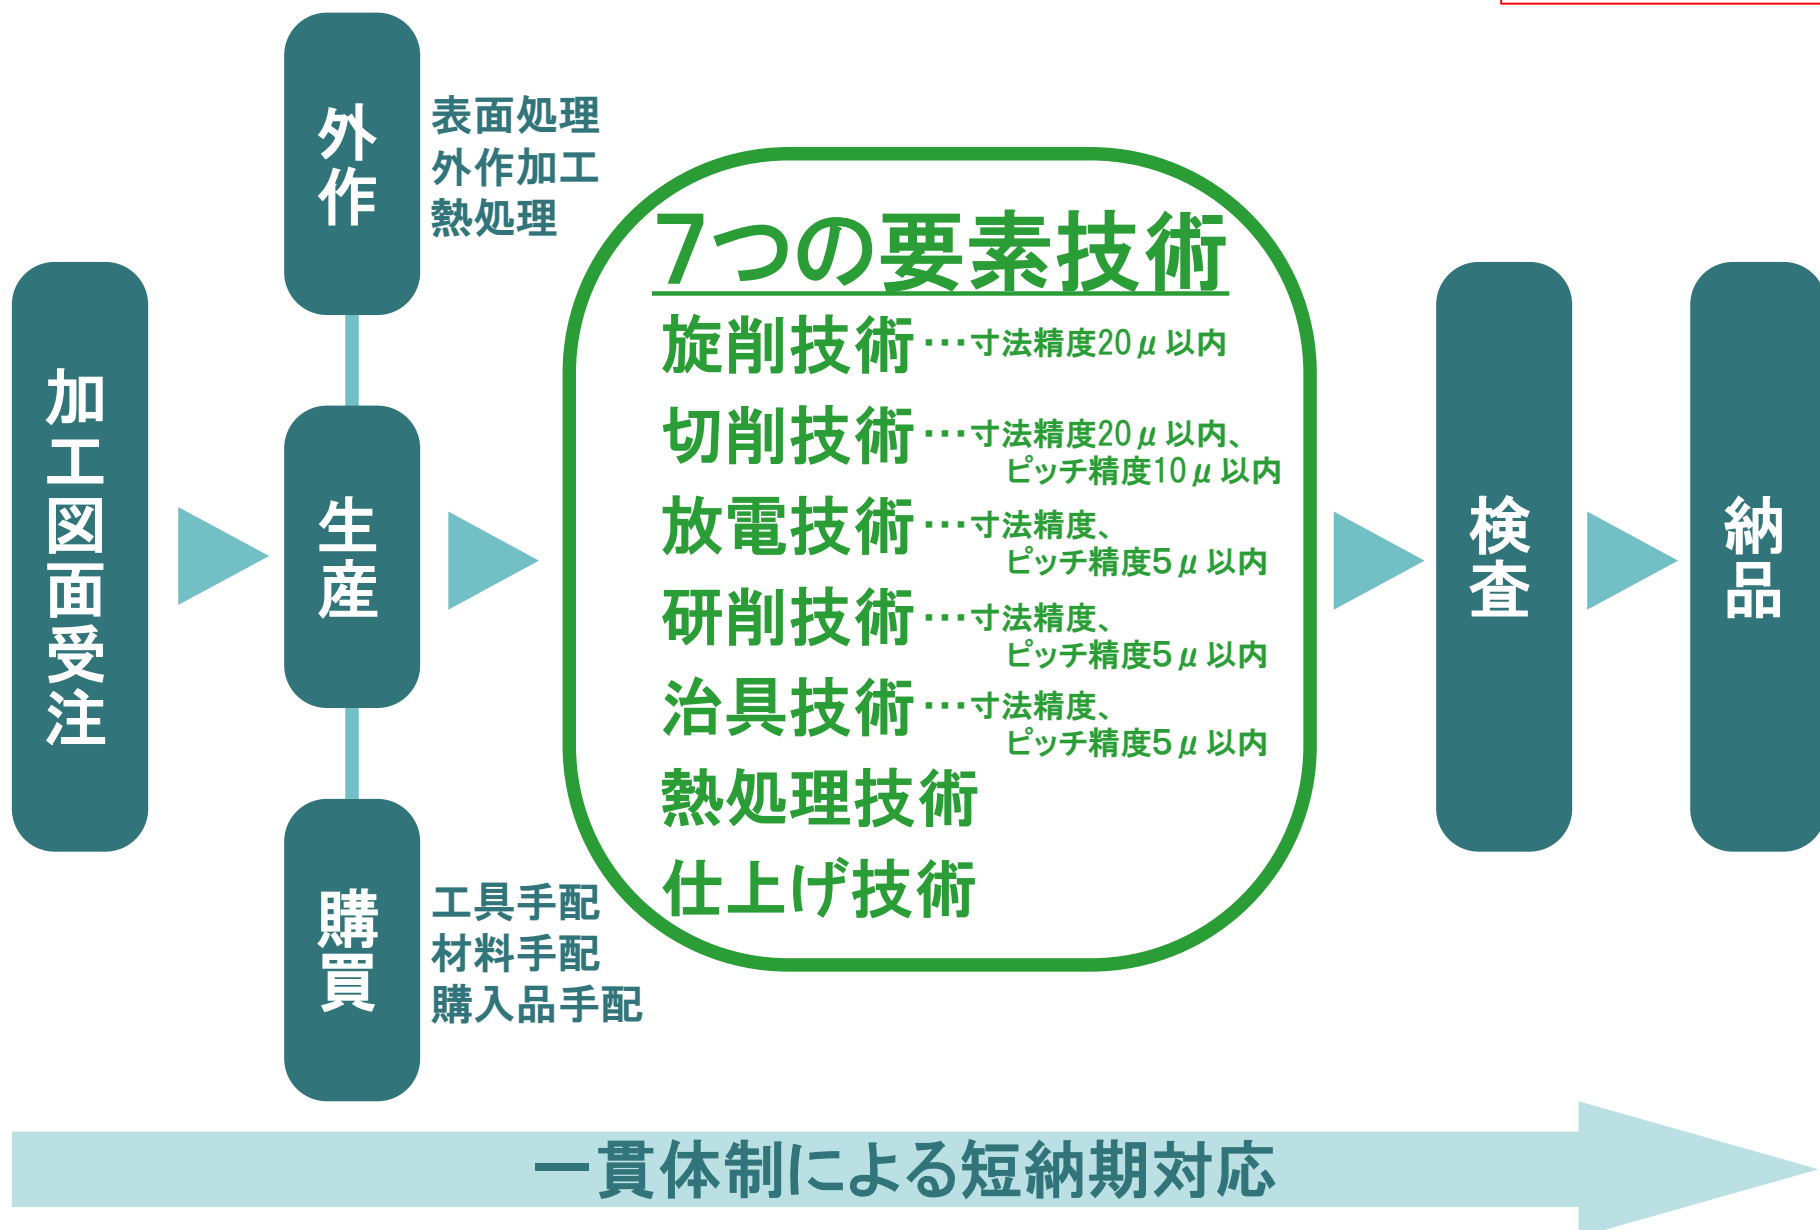 加工図面受注
外作
表面処理
外作加工
熱処理
生産
購買
工具手配
材料手配
購入品手配
7つの要素技術
旋削技術…寸法精度20μ以内
切削技術…寸法精度20μ以内、
ピッチ精度10μ以内
放電技術…寸法精度、
ピッチ精度5μ以内
研削技術…寸法精度、
ピッチ精度5μ以内
治具技術…寸法精度、
ピッチ精度5μ以内
熱処理技術
仕上げ技術
検査
納品
一貫体制による短納期対応